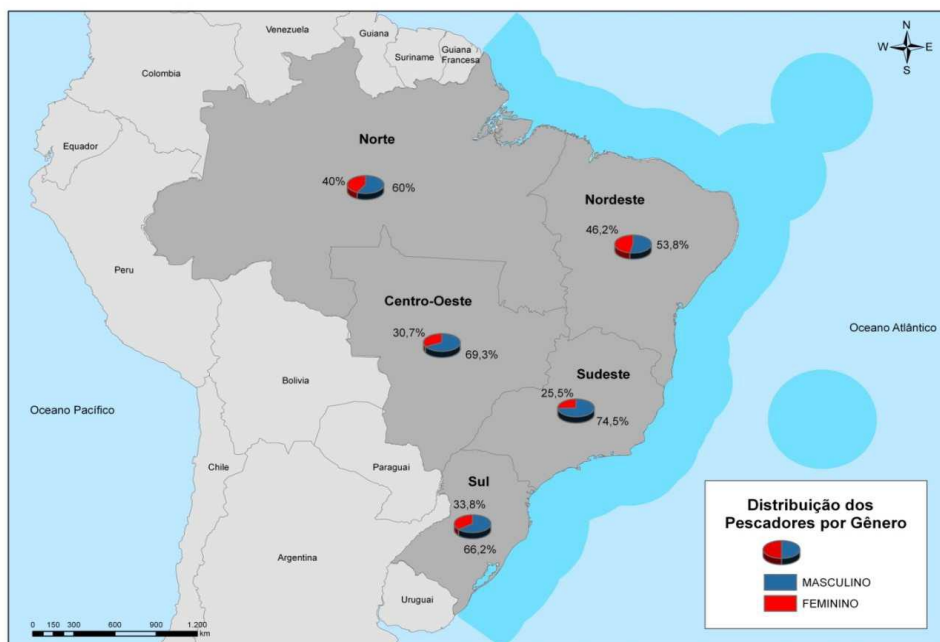 Venezuela
Guiana
Suriname
Guiana
Francesa
Colombia
N
W
E
S
Equador
Norte
40%
60%
Nordeste
46,2%
53,8%
Peru
Centro-Oeste
30,7%
69,3%
Oceano Atlântico
Bolivia
Sudeste
25,5%
74,5%
Oceano Pacífico
Paraguai
Chile
Sul
33,8%
66,2%
Argentina
Uruguai
Distribuição dos
Pescadores por Gênero
MASCULINO
FEMININO
0 150 300 600 900 1.200
km